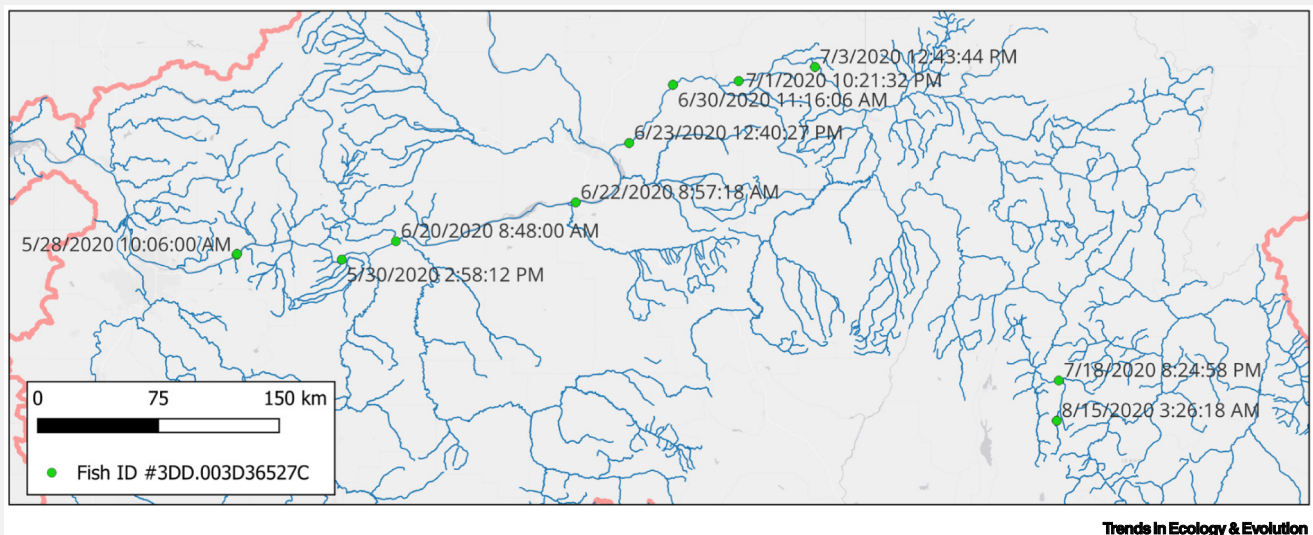 7/3/2020 12:43:44 PM
7/1/2020 10:21:32 PM
6/30/2020 11:16:06 AM
6/23/2020 12:40:27 PM
6/22/2020 8:57:18 AM
6/20/2020 8:48:00 AM
5/28/2020 10:06:00 AM
5/30/2020 2:58:12 PM
7/18/2020 8:24:58 PM
8/15/2020 3:26:18 AM
0 75 150 km
Fish ID #3DD.003D36527C
Trends in Ecology & Evolution